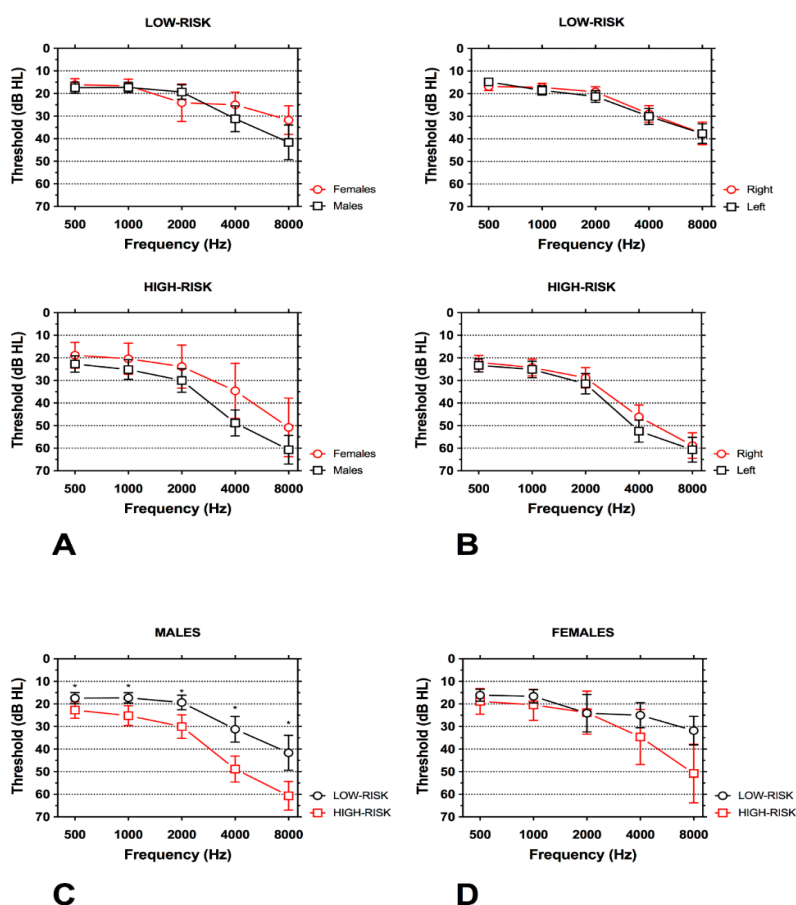 LOW-RISK
0
10
20
30
40
50
60
70
Threshold (dB HL)
500 1000 2000 4000 8000
Frequency (Hz)
Females
Males
LOW-RISK
0
10
20
30
40
50
60
70
Threshold (dB HL)
500 1000 2000 4000 8000
Frequency (Hz)
Right
Left
HIGH-RISK
0
10
20
30
40
50
60
70
Threshold (dB HL)
500 1000 2000 4000 8000
Frequency (Hz)
Females
Males
A
HIGH-RISK
0
10
20
30
40
50
60
70
Threshold (dB HL)
500 1000 2000 4000 8000
Frequency (Hz)
Right
Left
B
MALES
0
10
20
30
40
50
60
70
Threshold (dB HL)
* * * * *
500 1000 2000 4000 8000
Frequency (Hz)
LOW-RISK
HIGH-RISK
C
FEMALES
0
10
20
30
40
50
60
70
Threshold (dB HL)
500 1000 2000 4000 8000
Frequency (Hz)
LOW-RISK
HIGH-RISK
D